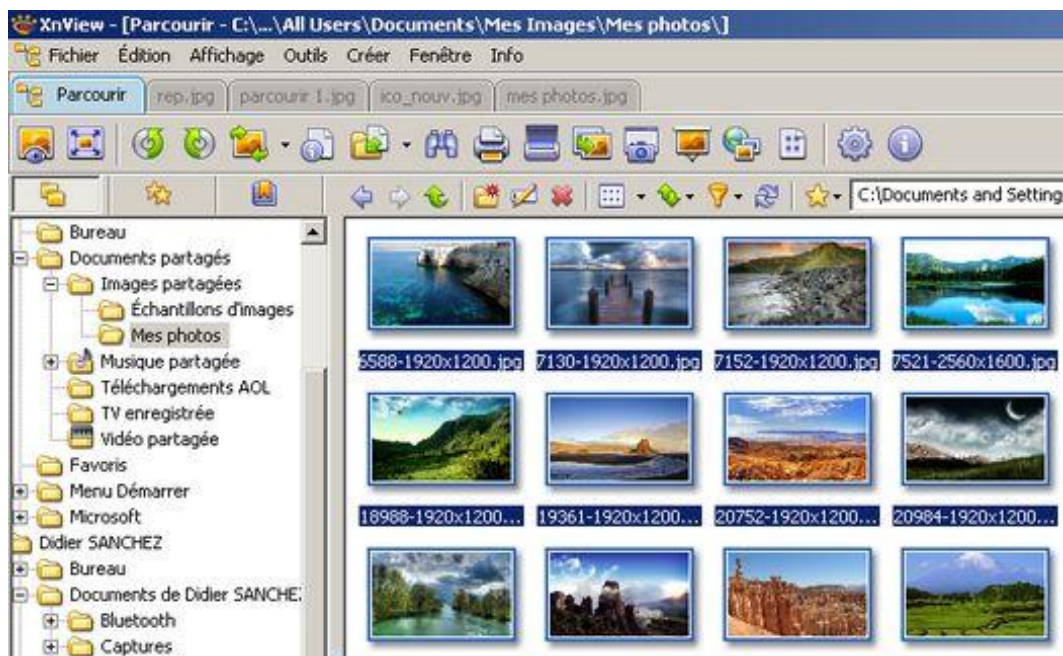 XnView - [Parcourir - C:\...\All Users\Documents\Mes Images\Mes photos\]
Fichier Édition Affichage Outils Créer Fenêtre Info
Parcourir rep.jpg parcourir 1.jpg ico_nouv.jpg mes photos.jpg
C:\Documents and Setting
Bureau
Documents partagés
Images partagées
Échantillons d'images
Mes photos
Musique partagée
Téléchargements AOL
TV enregistrée
Vidéo partagée
Favoris
Menu Démarrer
Microsoft
Didier SANCHEZ
Bureau
Documents de Didier SANCHE
Bluetooth
Captures
6588-1920x1200.jpg 7130-1920x1200.jpg 7152-1920x1200.jpg 7521-2560x1600.jpg
18988-1920x1200... 19361-1920x1200... 20752-1920x1200... 20984-1920x1200...